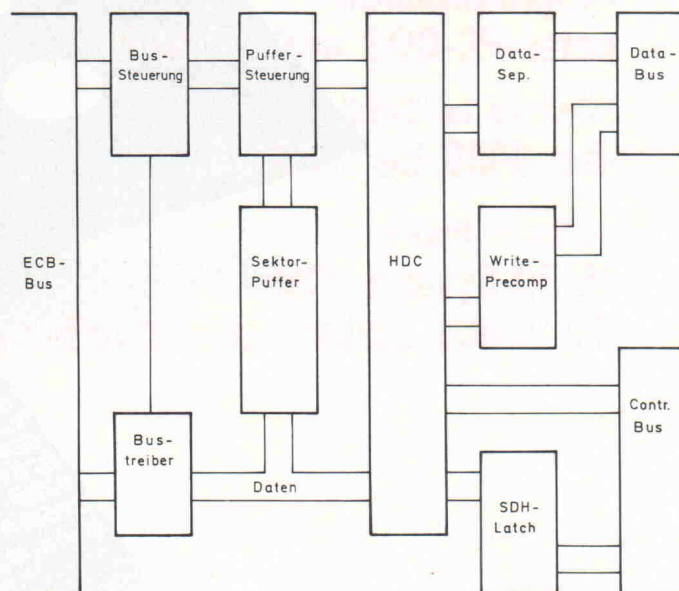 Bus-
Steuerung
Puffer-
Steuerung
Data-
Sep.
Data-
Bus
ECB-
Bus
Sektor-
Puffer
HDC
Write-
Precomp
Contr.
Bus
Bus-
treiber
Daten
SDH-
Latch